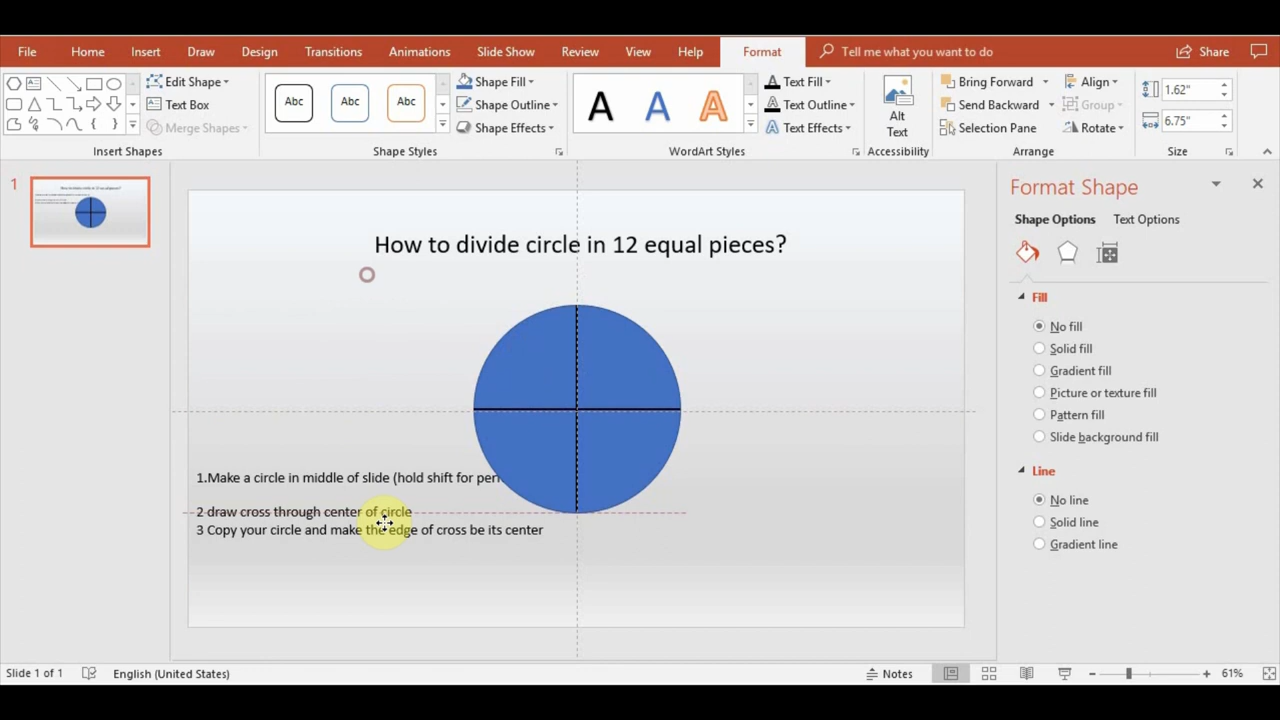 File Home Insert Draw Design Transitions Animations Slide Show Review View Help Format Tell me what you want to do Share
Edit Shape
Text Box
Merge Shapes
Insert Shapes
Abc Abc Abc
Shape Fill
Shape Outline
Shape Effects
Shape Styles
A A A
Text Fill
Text Outline
Text Effects
WordArt Styles
Alt
Text
Accessibility
Bring Forward
Send Backward
Selection Pane
Align
Group
Rotate
Arrange
1.62"
6.75"
Size
1
How to divide circle in 12 equal pieces?
1.Make a circle in middle of slide (hold shift for
2 draw cross through center of circle
3 Copy your circle and make the edge of cross be its center
Format Shape
Shape Options Text Options
Fill
No fill
Solid fill
Gradient fill
Picture or texture fill
Pattern fill
Slide background fill
Line
No line
Solid line
Gradient line
Slide 1 of 1 English (United States) Notes 61%